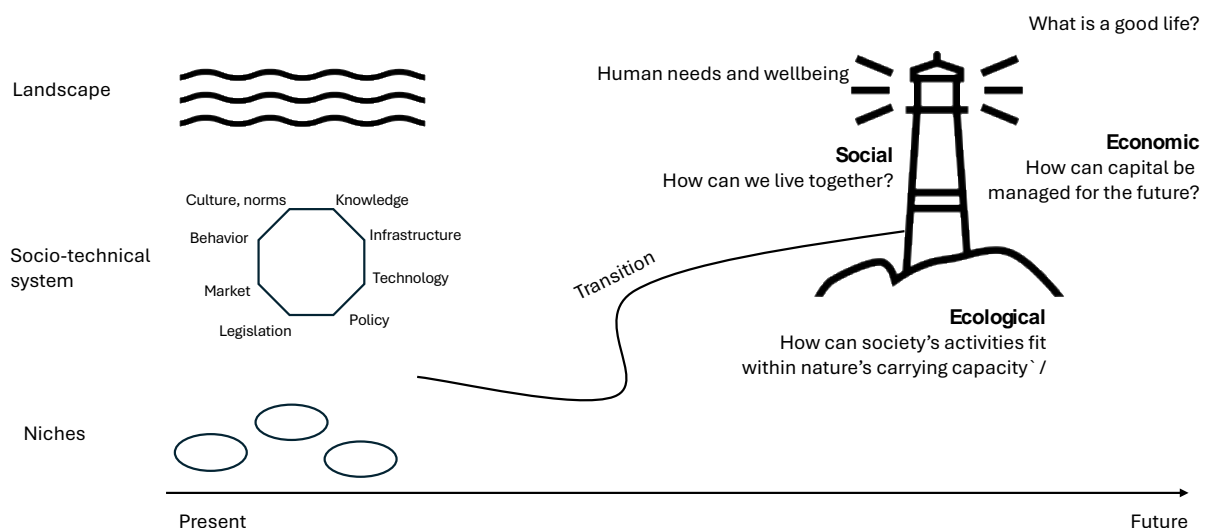 What is a good life?
Landscape
Human needs and wellbeing
Social
How can we live together?
Economic
How can capital be
managed for the future?
Culture, norms
Knowledge
Behavior
Infrastructure
Socio-technical
system
Technology
Market
Policy
Legislation
Transition
Ecological
How can society’s activities fit
within nature’s carrying capacity`/
Niches
Present
Future